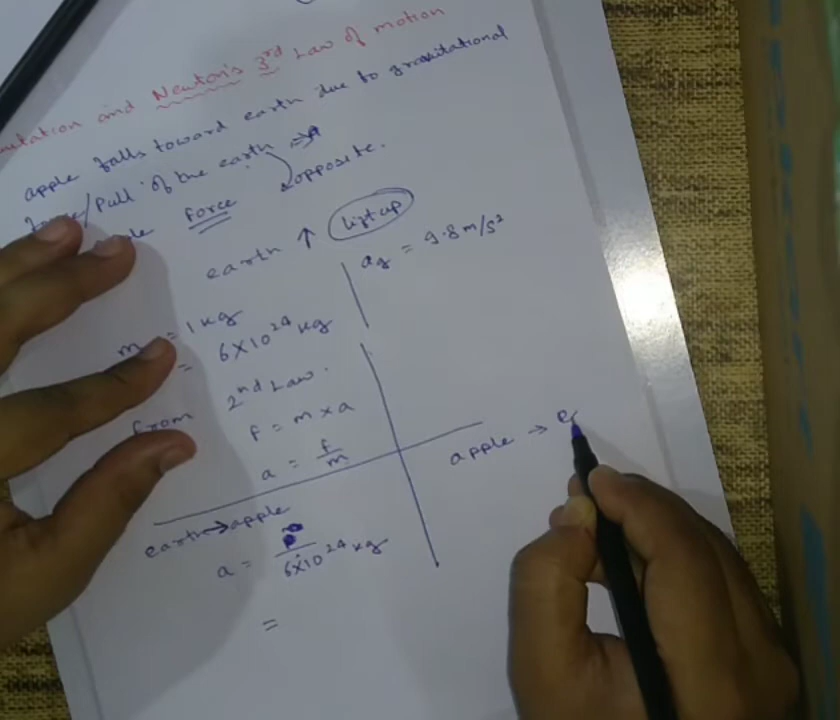 and Newton's 3rd Law of motion
apple falls toward earth due to gravitational
/Pull of the earth →
Force opposite.
earth ↑ lift up
ag = 9.8 m/s²
m = 1 kg
= 6×10²⁴ kg
From 2nd Law.
F = m × a
a = F/m
earth→apple
a = /6×10²⁴ kg
=
apple →